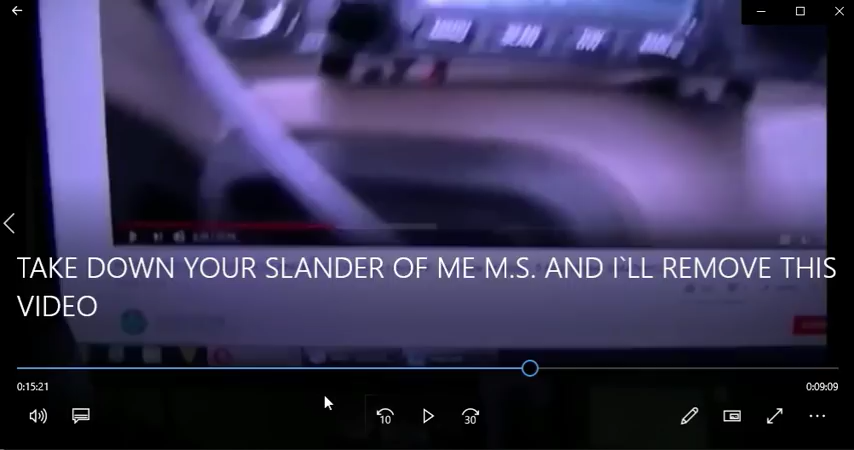 TAKE DOWN YOUR SLANDER OF ME M.S. AND I`LL REMOVE THIS
VIDEO
0:15:21
0:09:09
10
30